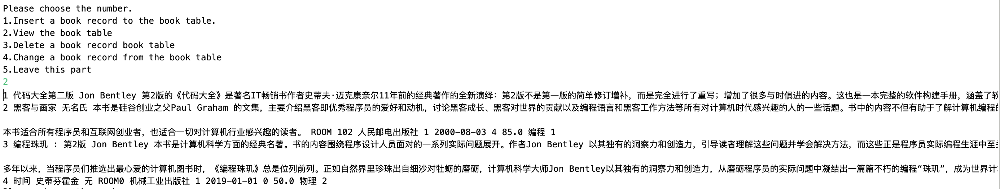 Please choose the number.
1.Insert a book record to the book table.
2.View the book table
3.Delete a book record book table
4.Change a book record from the book table
5.Leave this part
2
1 代码大全第二版 Jon Bentley 第2版的《代码大全》是著名IT畅销书作者史蒂夫·迈克康奈尔11年前的经典著作的全新演绎：第2版不是第一版的简单修订增补，而是完全进行了重写；增加了很多与时俱进的内容。这也是一本完整的软件构建手册，涵盖了软
2 黑客与画家 无名氏 本书是硅谷创业之父Paul Graham 的文集，主要介绍黑客即优秀程序员的爱好和动机，讨论黑客成长、黑客对世界的贡献以及编程语言和黑客工作方法等所有对计算机时代感兴趣的人的一些话题。书中的内容不但有助于了解计算机编程
本书适合所有程序员和互联网创业者，也适合一切对计算机行业感兴趣的读者。 ROOM 102 人民邮电出版社 1 2000-08-03 4 85.0 编程 1
3 编程珠玑 : 第2版 Jon Bentley 本书是计算机科学方面的经典名著。书的内容围绕程序设计人员面对的一系列实际问题展开。作者Jon Bentley 以其独有的洞察力和创造力，引导读者理解这些问题并学会解决方法，而这些正是程序员实际编程生涯中至
多年以来，当程序员们推选出最心爱的计算机图书时，《编程珠玑》总是位列前列。正如自然界里珍珠出自细沙对牡蛎的磨砺，计算机科学大师Jon Bentley以其独有的洞察力和创造力，从磨砺程序员的实际问题中凝结出一篇篇不朽的编程“珠玑”，成为世界计
4 时间 史蒂芬霍金 无 ROOM0 机械工业出版社 1 2019-01-01 0 50.0 物理 2